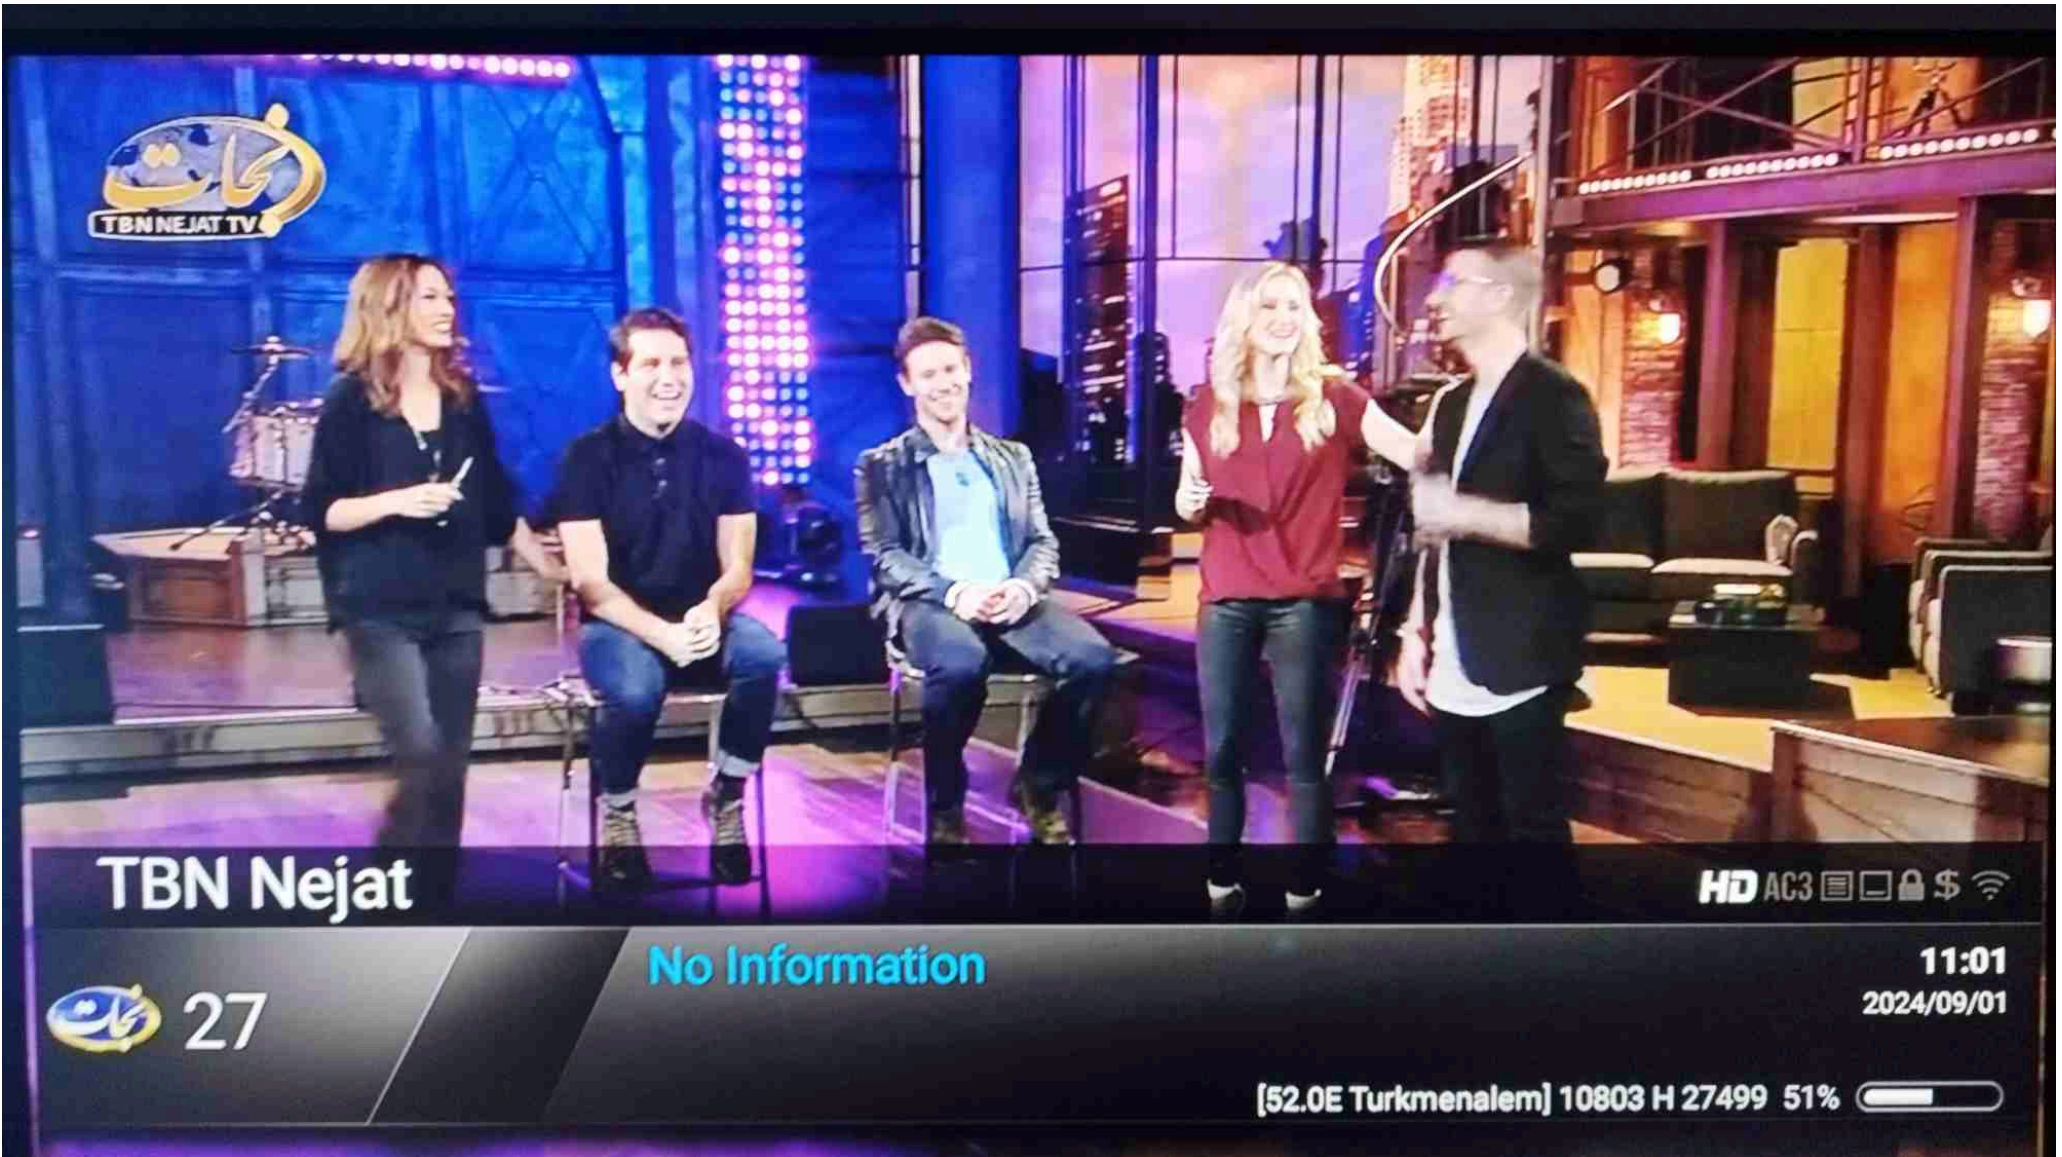 نجات
TBN NEJAT TV
TBN Nejat
HD AC3 $
No Information
11:01
2024/09/01
نجات 27
[52.0E Turkmenalem] 10803 H 27499 51%